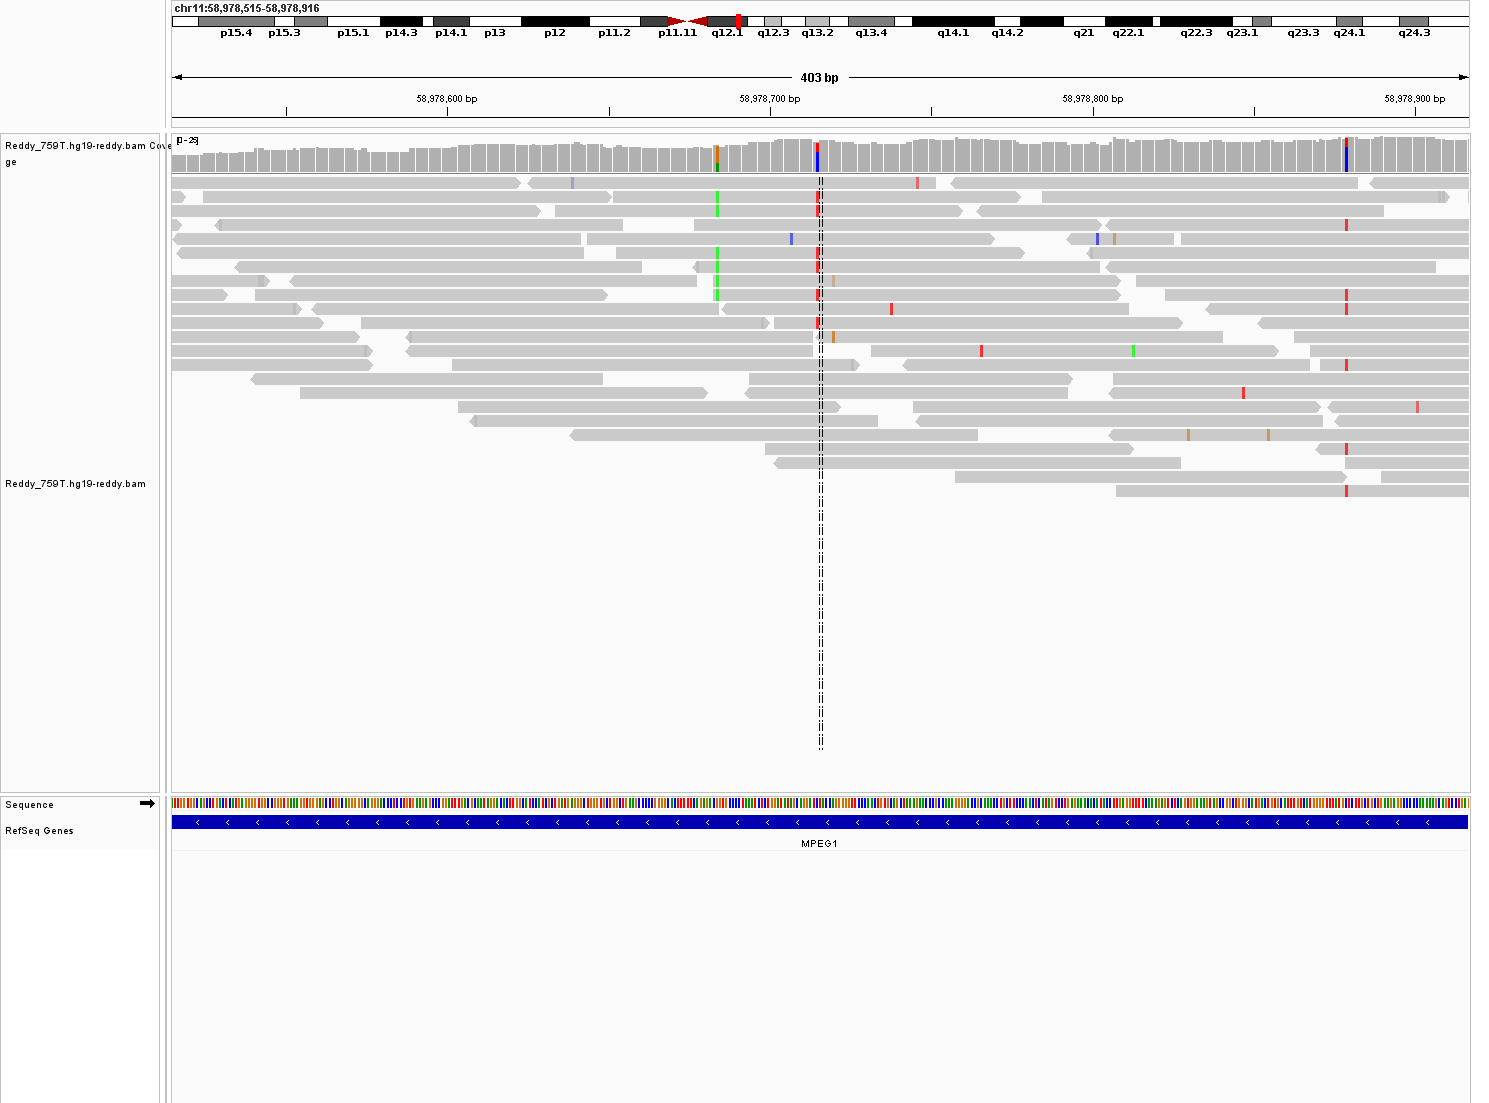 chr11:58,978,515-58,978,916
p15.4 p15.3 p15.1 p14.3 p14.1 p13 p12 p11.2 p11.11 q12.1 q12.3 q13.2 q13.4 q14.1 q14.2 q21 q22.1 q22.3 q23.1 q23.3 q24.1 q24.3
403 bp
58,978,600 bp 58,978,700 bp 58,978,800 bp 58,978,900 bp
[0-25]
Reddy_759T.hg19-reddy.bam Cove
ge
Reddy_759T.hg19-reddy.bam
Sequence
RefSeq Genes
MPEG1